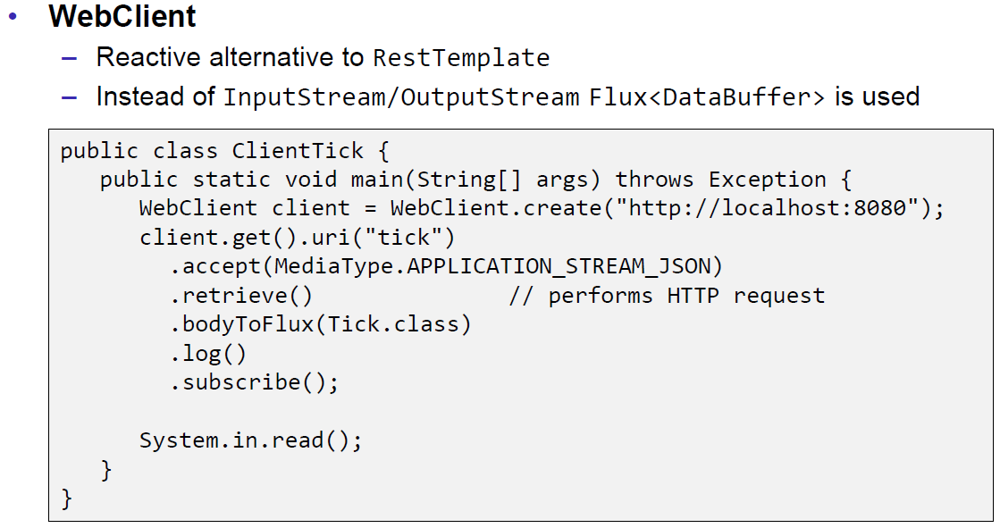 • WebClient
– Reactive alternative to RestTemplate
– Instead of InputStream/OutputStream Flux<DataBuffer> is used
public class ClientTick {
   public static void main(String[] args) throws Exception {
      WebClient client = WebClient.create("http://localhost:8080");
      client.get().uri("tick")
        .accept(MediaType.APPLICATION_STREAM_JSON)
        .retrieve()               // performs HTTP request
        .bodyToFlux(Tick.class)
        .log()
        .subscribe();

      System.in.read();
   }
}